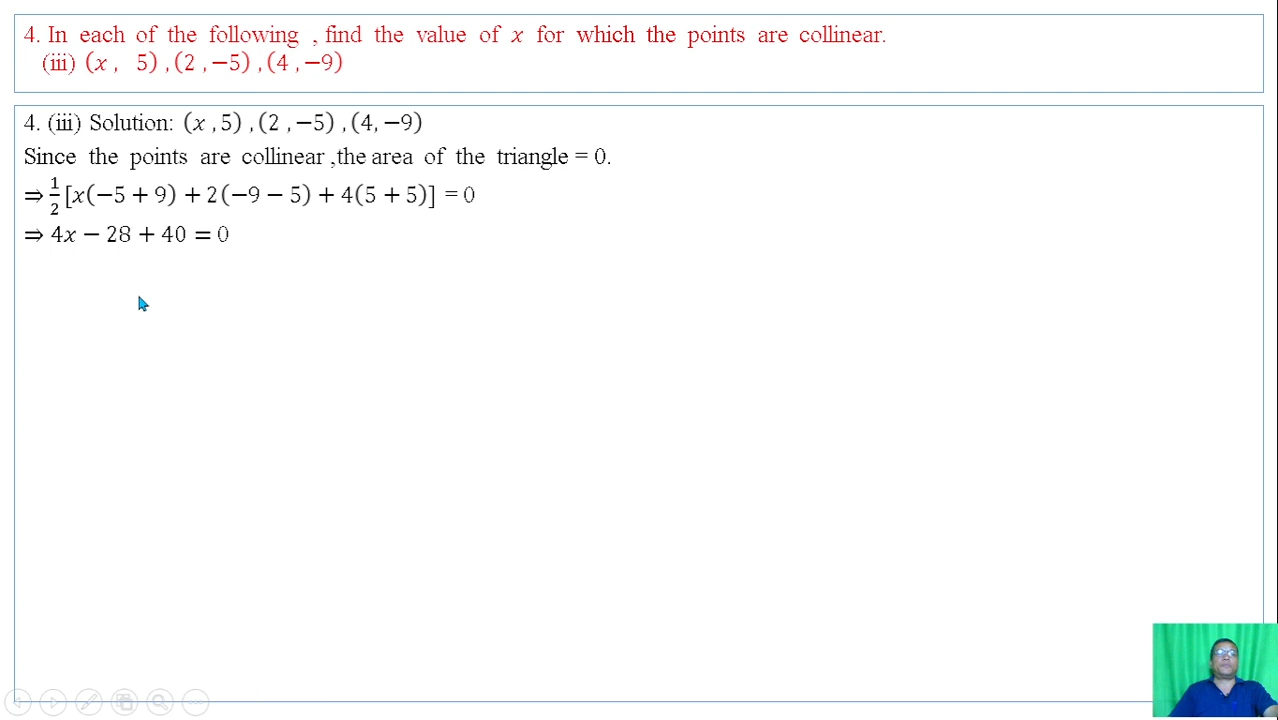 4. In each of the following , find the value of x for which the points are collinear.
(iii) (x , 5) , (2 , −5) , (4 , −9)
4. (iii) Solution: (x , 5) , (2 , −5) , (4, −9)
Since the points are collinear ,the area of the triangle = 0.
⇒ 1/2 [x(−5 + 9) + 2(−9 − 5) + 4(5 + 5)] = 0
⇒ 4x − 28 + 40 = 0